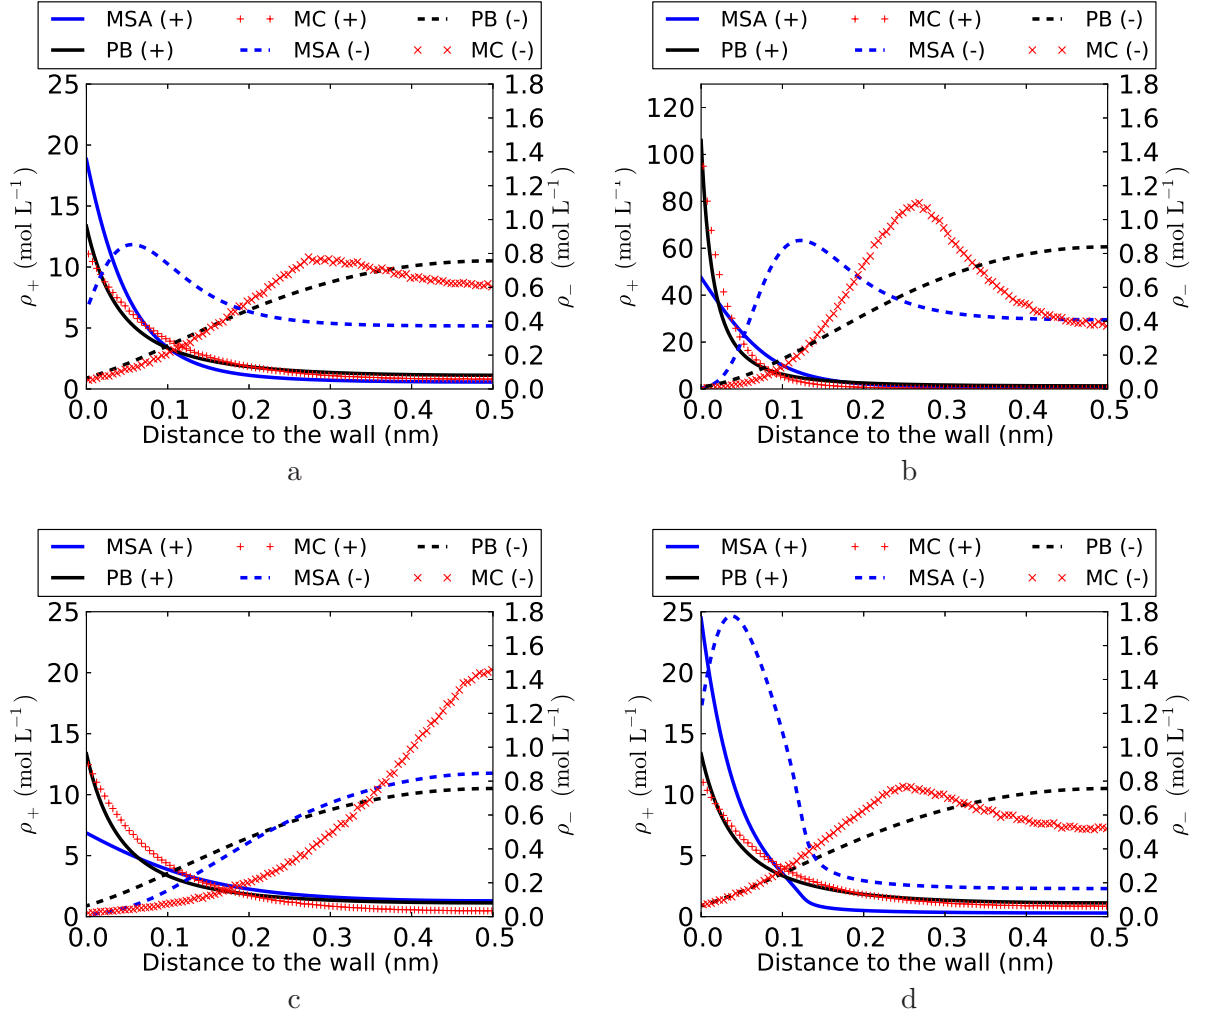 MSA (+) MC (+) PB (-)
PB (+) MSA (-) MC (-)
ρ₊ (mol L⁻¹)
25
20
15
10
5
0
1.8
1.6
1.4
1.2
1.0
0.8
0.6
0.4
0.2
0.0
ρ₋ (mol L⁻¹)
0.0 0.1 0.2 0.3 0.4 0.5
Distance to the wall (nm)
a
MSA (+) MC (+) PB (-)
PB (+) MSA (-) MC (-)
ρ₊ (mol L⁻¹)
120
100
80
60
40
20
0
1.8
1.6
1.4
1.2
1.0
0.8
0.6
0.4
0.2
0.0
ρ₋ (mol L⁻¹)
0.0 0.1 0.2 0.3 0.4 0.5
Distance to the wall (nm)
b
MSA (+) MC (+) PB (-)
PB (+) MSA (-) MC (-)
ρ₊ (mol L⁻¹)
25
20
15
10
5
0
1.8
1.6
1.4
1.2
1.0
0.8
0.6
0.4
0.2
0.0
ρ₋ (mol L⁻¹)
0.0 0.1 0.2 0.3 0.4 0.5
Distance to the wall (nm)
c
MSA (+) MC (+) PB (-)
PB (+) MSA (-) MC (-)
ρ₊ (mol L⁻¹)
25
20
15
10
5
0
1.8
1.6
1.4
1.2
1.0
0.8
0.6
0.4
0.2
0.0
ρ₋ (mol L⁻¹)
0.0 0.1 0.2 0.3 0.4 0.5
Distance to the wall (nm)
d